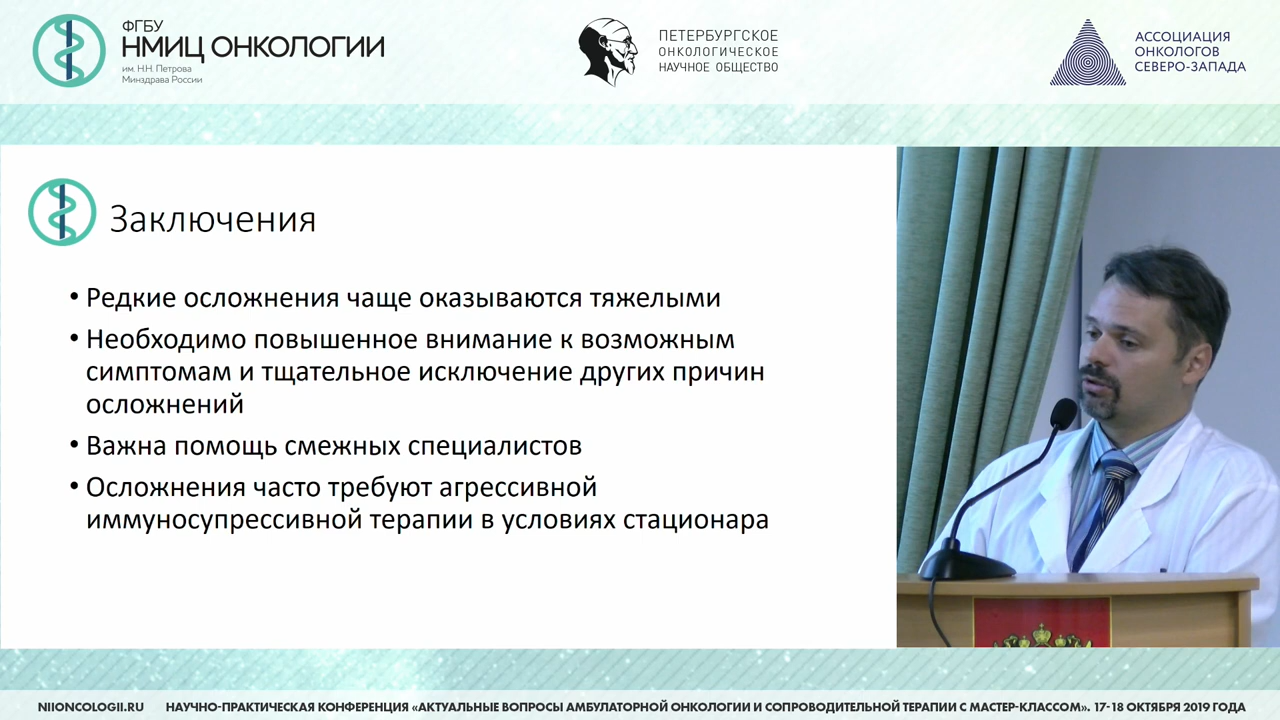 ФГБУ
НМИЦ ОНКОЛОГИИ
им. Н.Н. Петрова
Минздрава России
ПЕТЕРБУРГСКОЕ
ОНКОЛОГИЧЕСКОЕ
НАУЧНОЕ ОБЩЕСТВО
АССОЦИАЦИЯ
ОНКОЛОГОВ
СЕВЕРО-ЗАПАДА
Заключения
• Редкие осложнения чаще оказываются тяжелыми
• Необходимо повышенное внимание к возможным
симптомам и тщательное исключение других причин
осложнений
• Важна помощь смежных специалистов
• Осложнения часто требуют агрессивной
иммуносупрессивной терапии в условиях стационара
NIIONCOLOGII.RU НАУЧНО-ПРАКТИЧЕСКАЯ КОНФЕРЕНЦИЯ «АКТУАЛЬНЫЕ ВОПРОСЫ АМБУЛАТОРНОЙ ОНКОЛОГИИ И СОПРОВОДИТЕЛЬНОЙ ТЕРАПИИ С МАСТЕР-КЛАССОМ». 17-18 ОКТЯБРЯ 2019 ГОДА